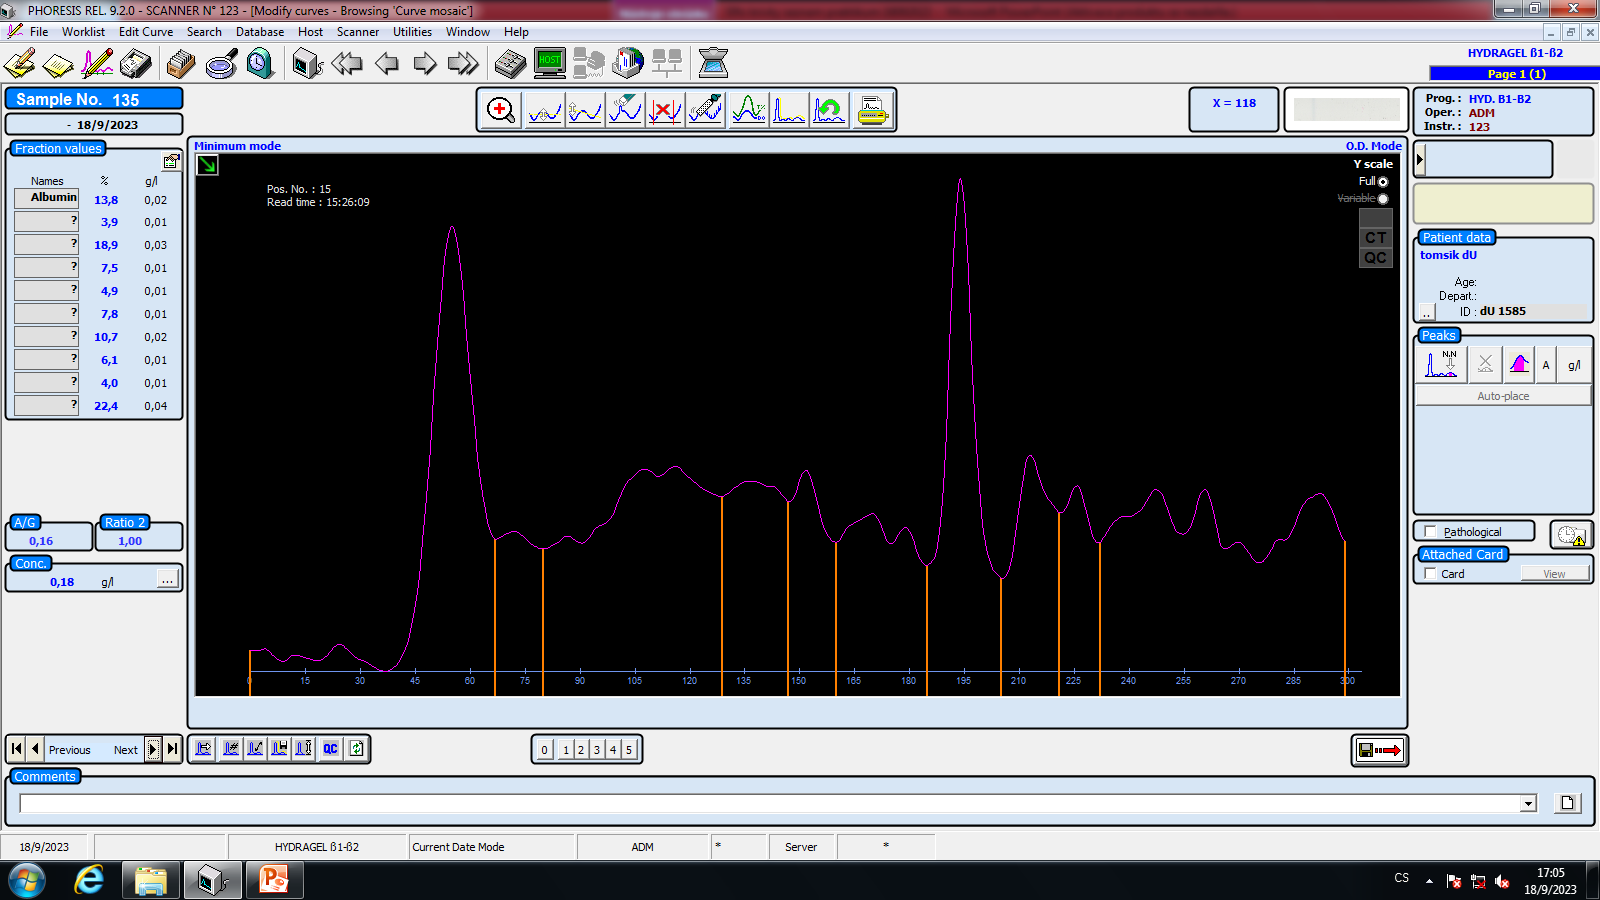 PHORESIS REL. 9.2.0 - SCANNER N° 123 - [Modify curves - Browsing 'Curve mosaic']
File Worklist Edit Curve Search Database Host Scanner Utilities Window Help
HOST
HYDRAGEL ß1-ß2
Page 1 (1)
Sample No. 135
- 18/9/2023
X = 118
Prog.: HYD. B1-B2
Oper.: ADM
Instr.: 123
Fraction values
Names % g/l
Albumin 13,8 0,02
? 3,9 0,01
? 18,9 0,03
? 7,5 0,01
? 4,9 0,01
? 7,8 0,01
? 10,7 0,02
? 6,1 0,01
? 4,0 0,01
? 22,4 0,04
A/G Ratio 2
0,16 1,00
Conc.
0,18 g/l ...
Minimum mode O.D. Mode
Y scale
Full
Variable
CT
QC
Pos. No. : 15
Read time : 15:26:09
0 15 30 45 60 75 90 105 120 135 150 165 180 195 210 225 240 255 270 285 300
Patient data
tomsik dU
Age:
Depart.:
.. ID : dU 1585
Peaks
N.N A g/l
Auto-place
Pathological
Attached Card
Card View
Previous Next
QC
0 1 2 3 4 5
Comments
18/9/2023 HYDRAGEL ß1-ß2 Current Date Mode ADM * Server *
CS
17:05
18/9/2023